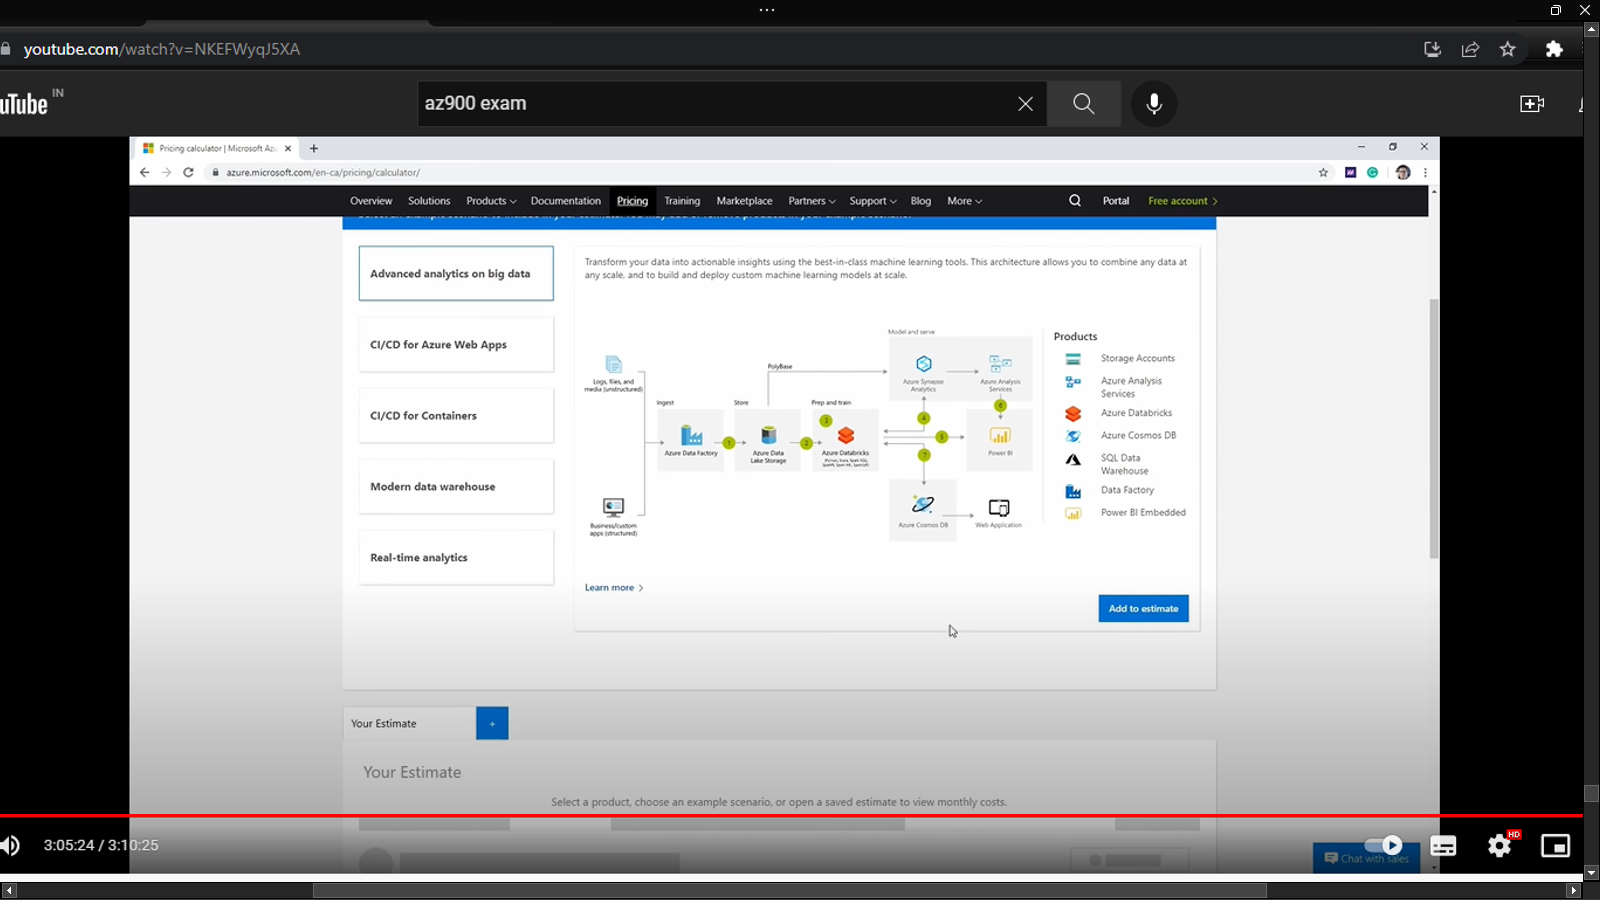 youtube.com/watch?v=NKEFWyqJ5XA
uTube IN
az900 exam
Pricing calculator | Microsoft Azu
azure.microsoft.com/en-ca/pricing/calculator/
Overview Solutions Products Documentation Pricing Training Marketplace Partners Support Blog More Portal Free account
Advanced analytics on big data
CI/CD for Azure Web Apps
CI/CD for Containers
Modern data warehouse
Real-time analytics
Transform your data into actionable insights using the best-in-class machine learning tools. This architecture allows you to combine any data at
any scale, and to build and deploy custom machine learning models at scale.
Model and serve
PolyBase
Logs, files, and
media (unstructured)
Azure Synapse
Analytics
Azure Analysis
Services
Ingest
Store
Prep and train
3
4
6
1
2
5
7
Azure Data Factory
Azure Data
Lake Storage
Azure Databricks
Power BI
Business/custom
apps (structured)
Azure Cosmos DB
Web Application
Products
Storage Accounts
Azure Analysis
Services
Azure Databricks
Azure Cosmos DB
SQL Data
Warehouse
Data Factory
Power BI Embedded
Learn more
Add to estimate
Your Estimate +
Your Estimate
Select a product, choose an example scenario, or open a saved estimate to view monthly costs.
3:05:24 / 3:10:25
Chat with sales
HD